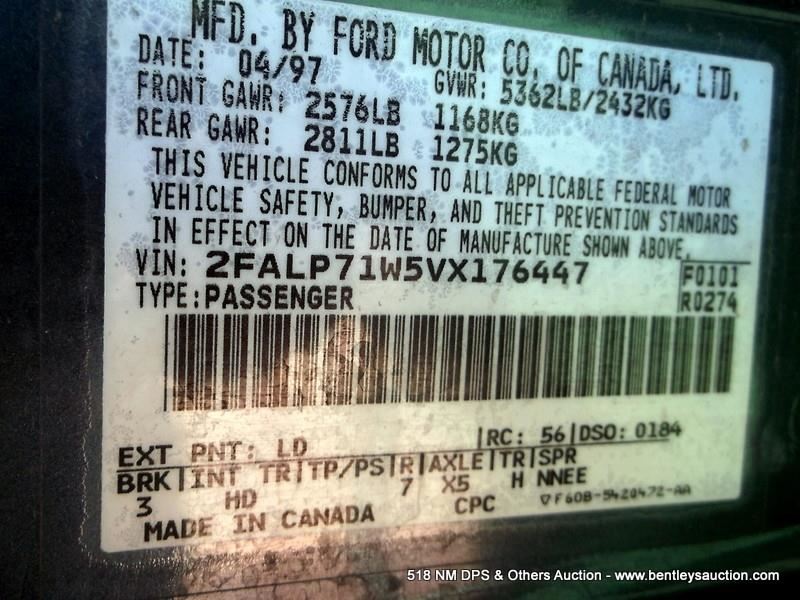 MFD. BY FORD MOTOR CO. OF CANADA, LTD.
DATE: 04/97 GVWR: 5362LB/2432KG
FRONT GAWR: 2576LB 1168KG
REAR GAWR: 2811LB 1275KG
THIS VEHICLE CONFORMS TO ALL APPLICABLE FEDERAL MOTOR
VEHICLE SAFETY, BUMPER, AND THEFT PREVENTION STANDARDS
IN EFFECT ON THE DATE OF MANUFACTURE SHOWN ABOVE.
VIN: 2FALP71W5VX176447 F0101
TYPE:PASSENGER R0274
EXT PNT: LD |RC: 56|DSO: 0184
BRK|INT TR|TP/PS|R|AXLE|TR|SPR
3 HD 7 X5 H NNEE
MADE IN CANADA CPC ▽F60B-5420472-AA
518 NM DPS & Others Auction - www.bentleysauction.com